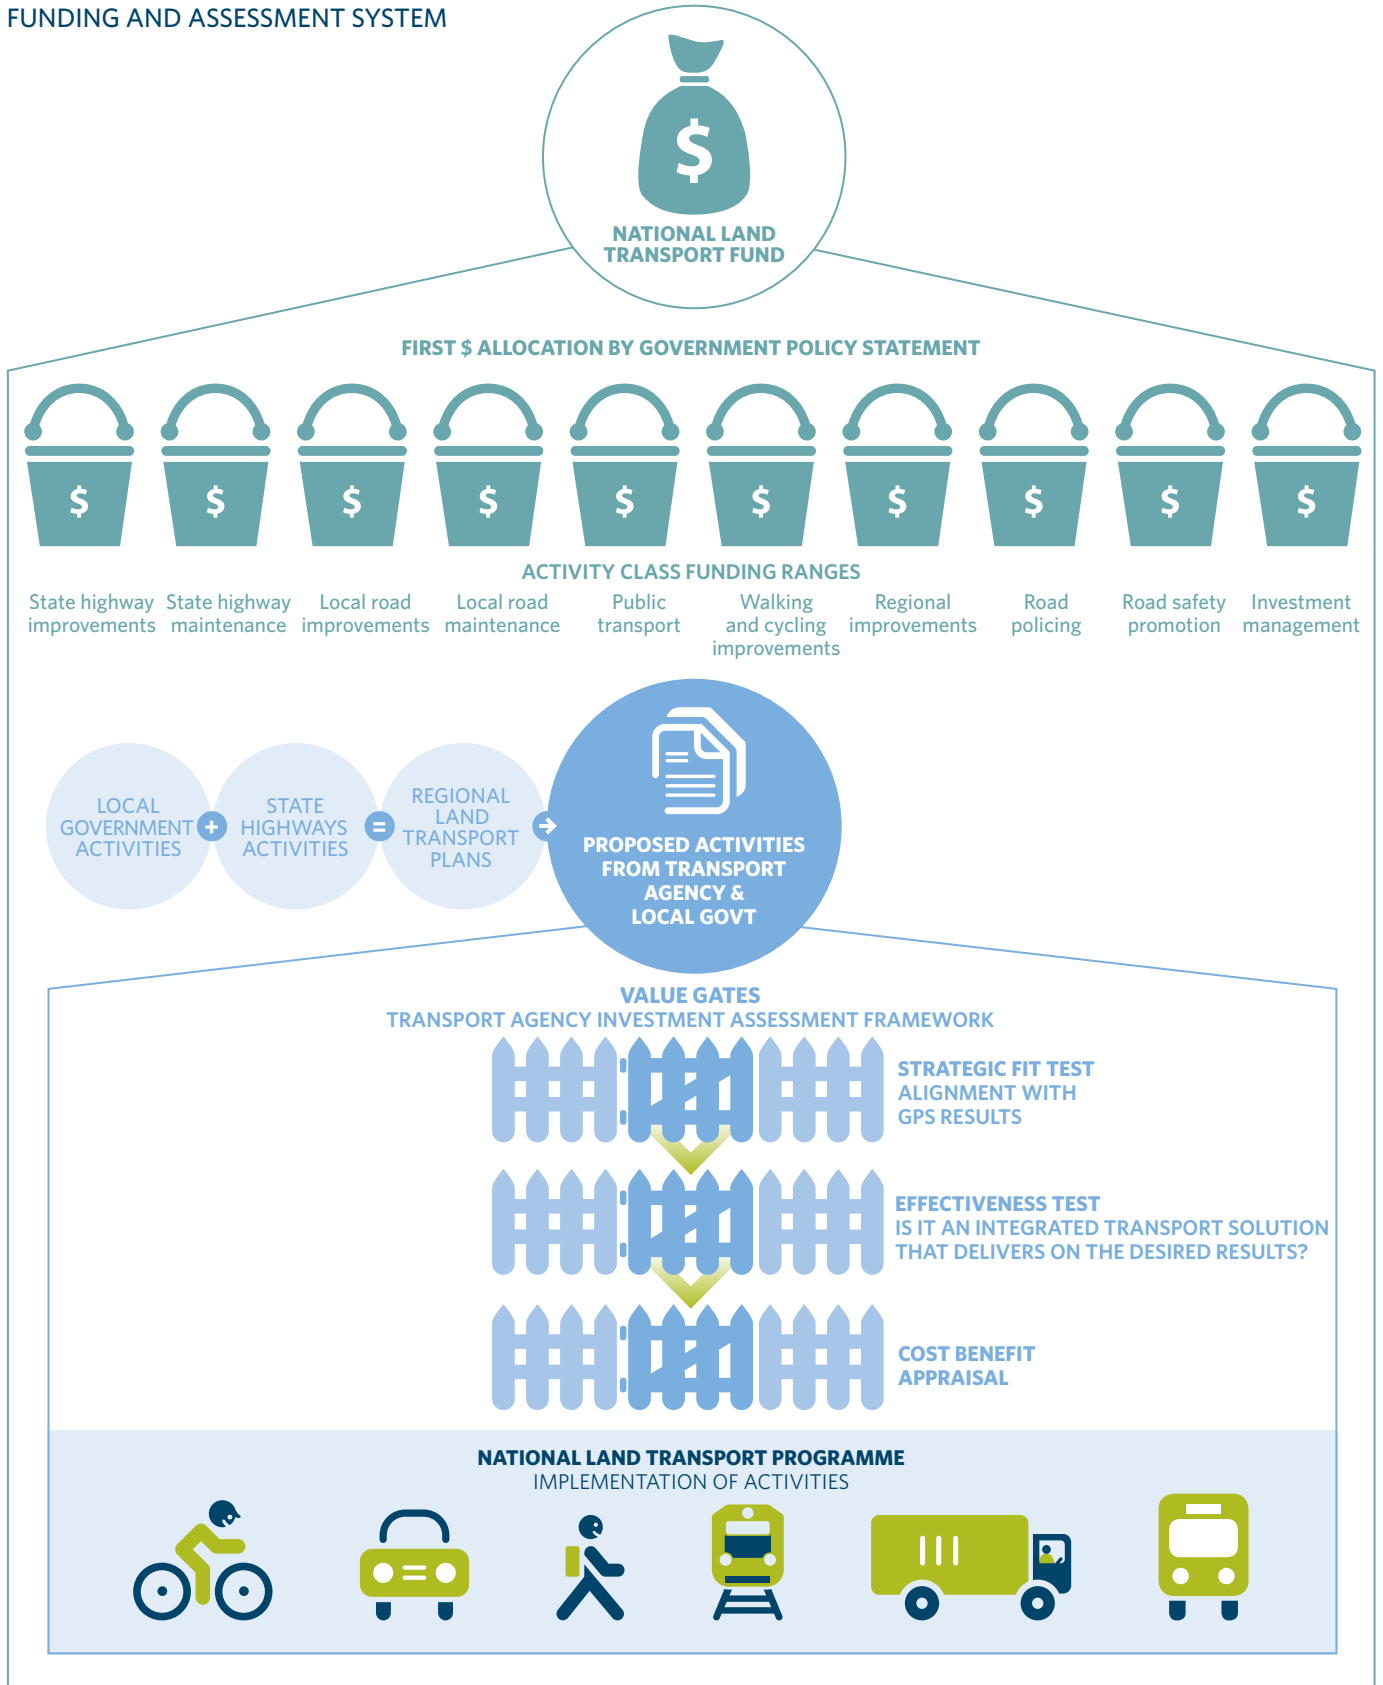 FUNDING AND ASSESSMENT SYSTEM
$
NATIONAL LAND
TRANSPORT FUND
FIRST $ ALLOCATION BY GOVERNMENT POLICY STATEMENT
$ $ $ $ $ $ $ $ $ $
ACTIVITY CLASS FUNDING RANGES
State highway
improvements
State highway
maintenance
Local road
improvements
Local road
maintenance
Public
transport
Walking
and cycling
improvements
Regional
improvements
Road
policing
Road safety
promotion
Investment
management
LOCAL
GOVERNMENT
ACTIVITIES
+
STATE
HIGHWAYS
ACTIVITIES
=
REGIONAL
LAND
TRANSPORT
PLANS
PROPOSED ACTIVITIES
FROM TRANSPORT
AGENCY &
LOCAL GOVT
VALUE GATES
TRANSPORT AGENCY INVESTMENT ASSESSMENT FRAMEWORK
STRATEGIC FIT TEST
ALIGNMENT WITH
GPS RESULTS
EFFECTIVENESS TEST
IS IT AN INTEGRATED TRANSPORT SOLUTION
THAT DELIVERS ON THE DESIRED RESULTS?
COST BENEFIT
APPRAISAL
NATIONAL LAND TRANSPORT PROGRAMME
IMPLEMENTATION OF ACTIVITIES